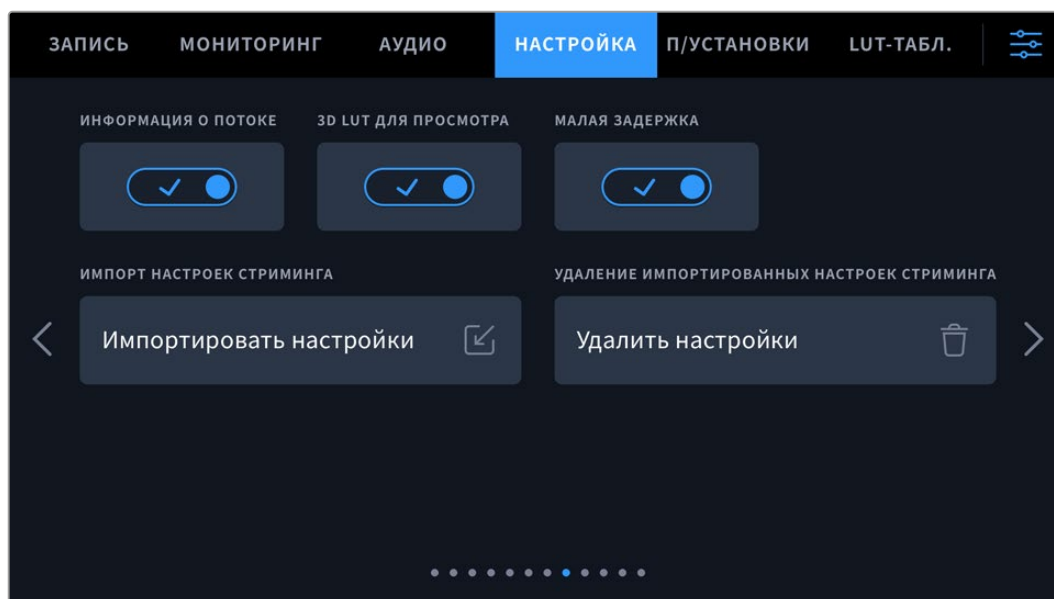 ЗАПИСЬ МОНИТОРИНГ АУДИО НАСТРОЙКА П/УСТАНОВКИ LUT-ТАБЛ.
ИНФОРМАЦИЯ О ПОТОКЕ 3D LUT ДЛЯ ПРОСМОТРА МАЛАЯ ЗАДЕРЖКА
ИМПОРТ НАСТРОЕК СТРИМИНГА УДАЛЕНИЕ ИМПОРТИРОВАННЫХ НАСТРОЕК СТРИМИНГА
Импортировать настройки Удалить настройки